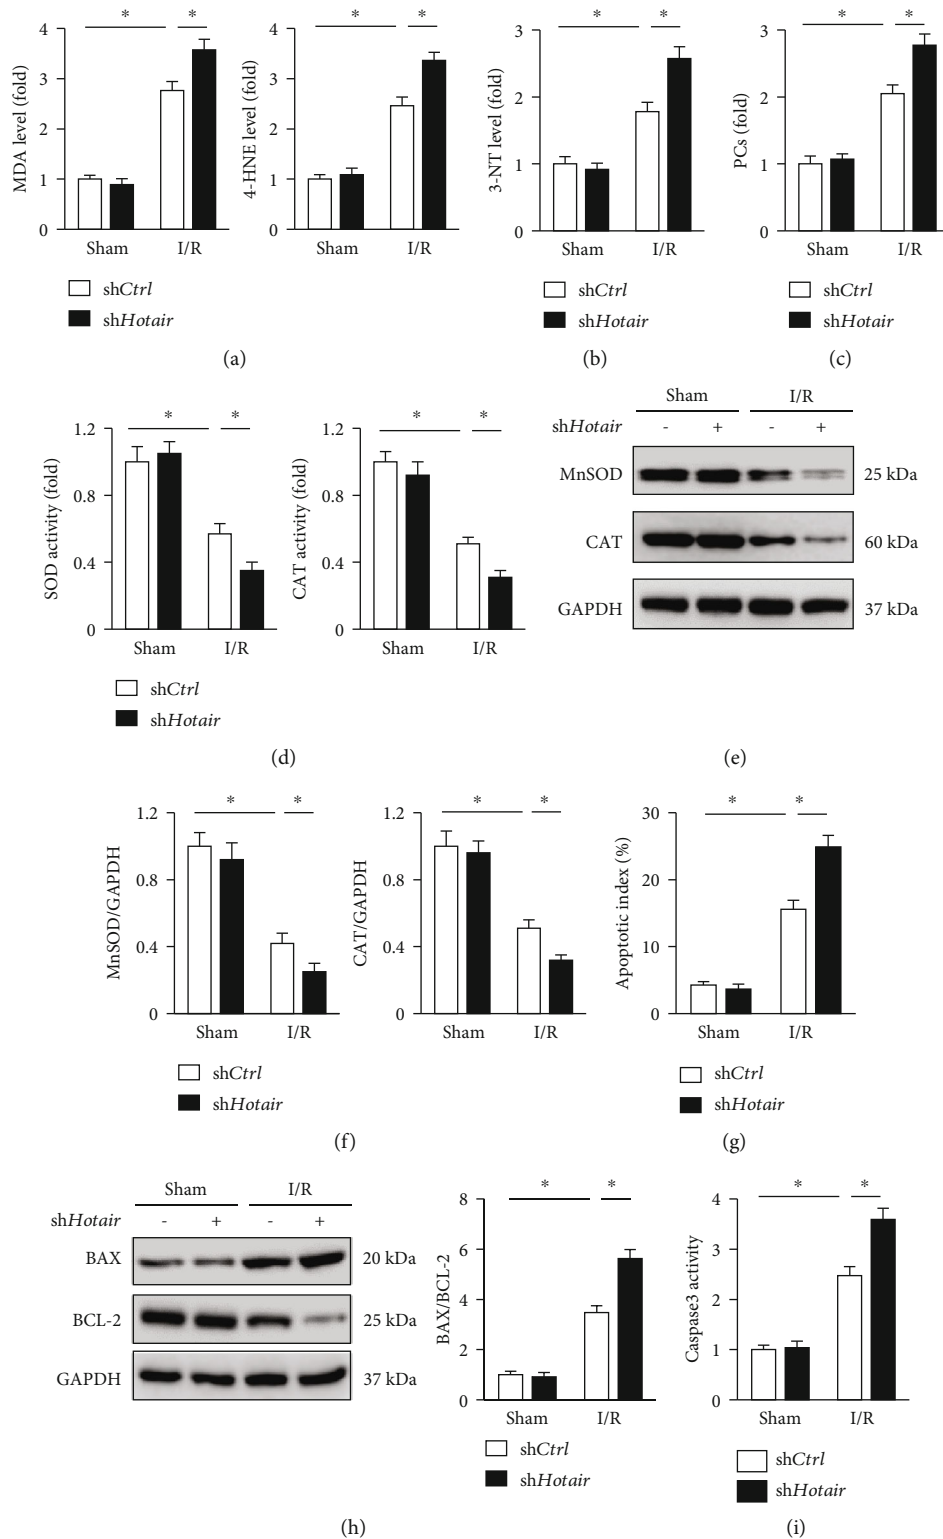 * *
4
3
2
1
0
MDA level (fold)
Sham I/R
* *
4
3
2
1
0
4-HNE level (fold)
Sham I/R
shCtrl
shHotair
(a)
* *
3
2
1
0
3-NT level (fold)
Sham I/R
shCtrl
shHotair
(b)
* *
3
2
1
0
PCs (fold)
Sham I/R
shCtrl
shHotair
(c)
* *
1.2
0.8
0.4
0
SOD activity (fold)
Sham I/R
* *
1.2
0.8
0.4
0
CAT activity (fold)
Sham I/R
shCtrl
shHotair
(d)
Sham I/R
shHotair - + - +
MnSOD 25 kDa
CAT 60 kDa
GAPDH 37 kDa
(e)
* *
1.2
0.8
0.4
0
MnSOD/GAPDH
Sham I/R
* *
1.2
0.8
0.4
0
CAT/GAPDH
Sham I/R
shCtrl
shHotair
(f)
* *
30
20
10
0
Apoptotic index (%)
Sham I/R
shCtrl
shHotair
(g)
Sham I/R
shHotair - + - +
BAX 20 kDa
BCL-2 25 kDa
GAPDH 37 kDa
* *
8
6
4
2
0
BAX/BCL-2
Sham I/R
shCtrl
shHotair
(h)
* *
4
3
2
1
0
Caspase3 activity
Sham I/R
shCtrl
shHotair
(i)